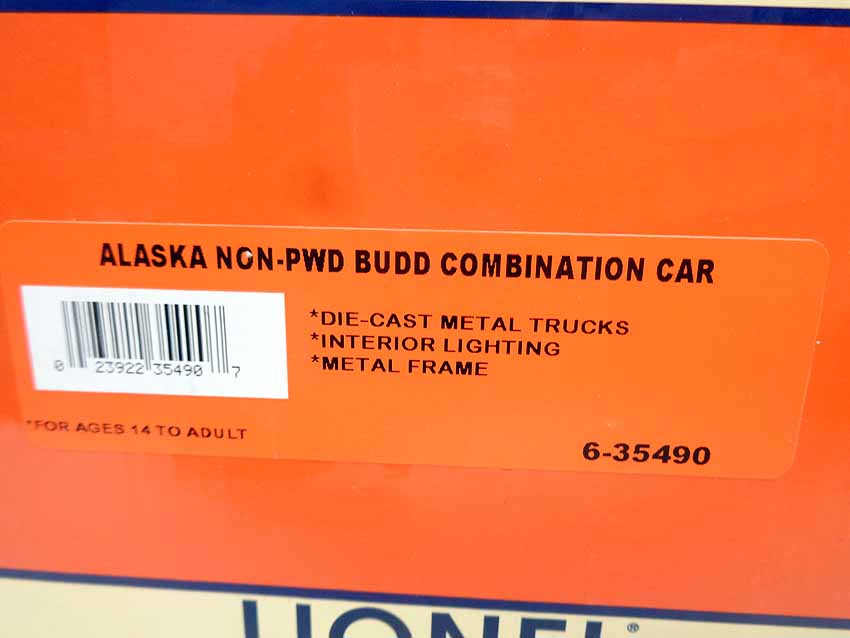 ALASKA NON-PWD BUDD COMBINATION CAR
*DIE-CAST METAL TRUCKS
*INTERIOR LIGHTING
*METAL FRAME
0 23922 35490 7
*FOR AGES 14 TO ADULT
6-35490
LIONEL®